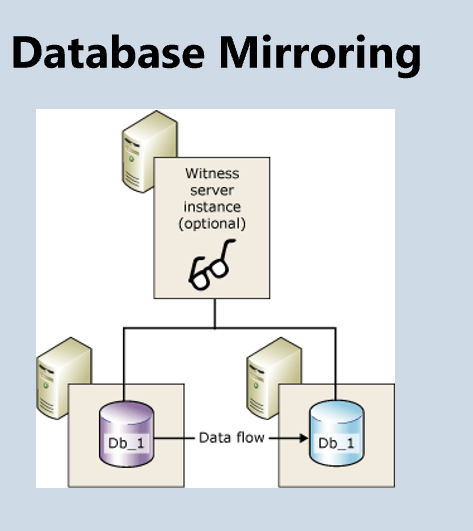 Database Mirroring
Witness
server
instance
(optional)
Db_1
Data flow
Db_1